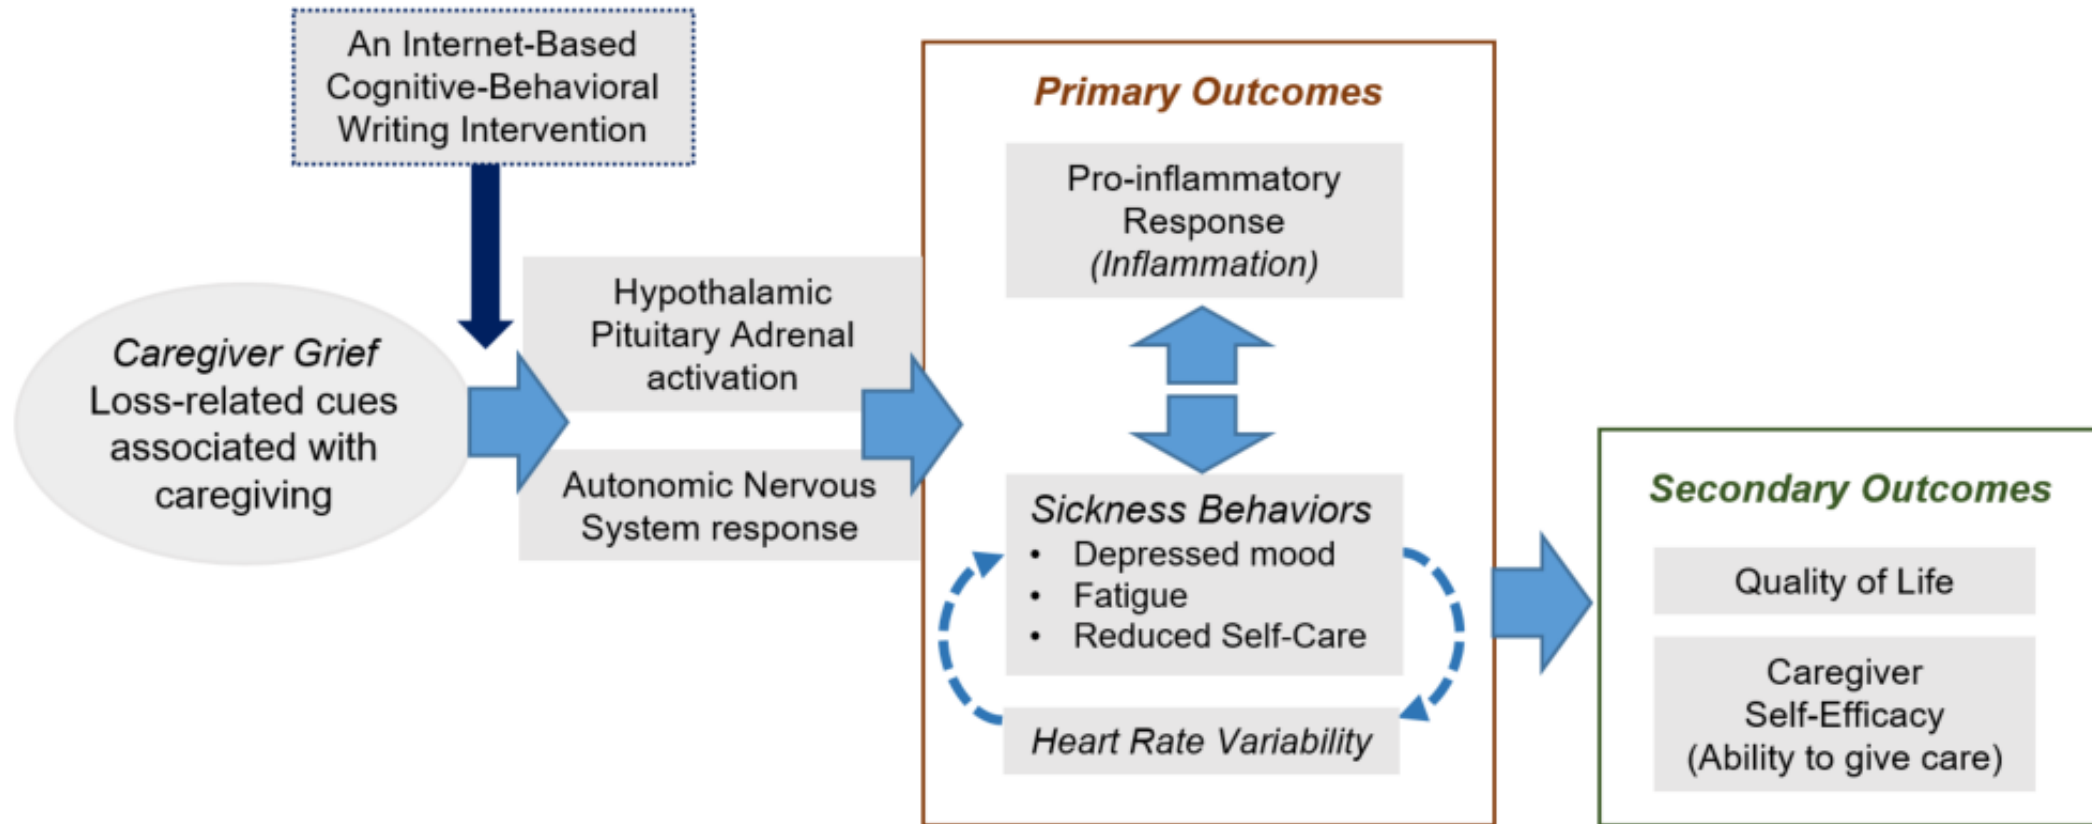 An Internet-Based
Cognitive-Behavioral
Writing Intervention
Caregiver Grief
Loss-related cues
associated with
caregiving
Hypothalamic
Pituitary Adrenal
activation
Autonomic Nervous
System response
Primary Outcomes
Pro-inflammatory
Response
(Inflammation)
Sickness Behaviors
• Depressed mood
• Fatigue
• Reduced Self-Care
Heart Rate Variability
Secondary Outcomes
Quality of Life
Caregiver
Self-Efficacy
(Ability to give care)